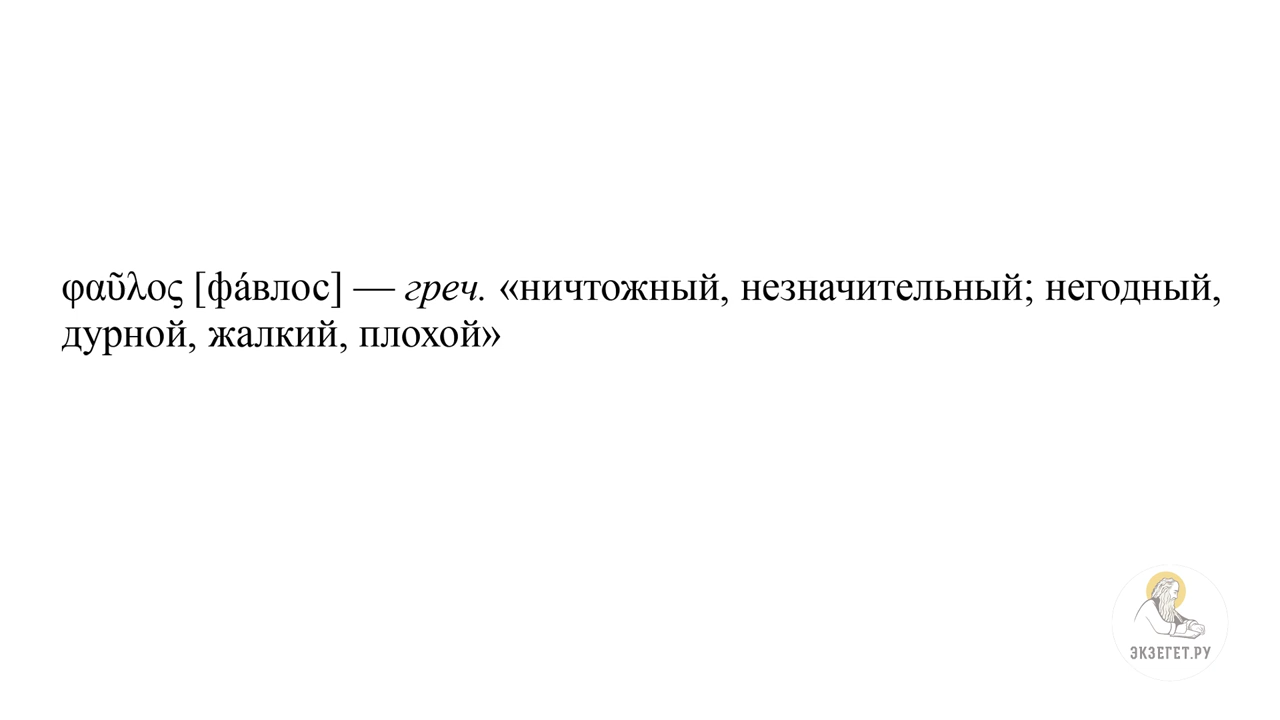 φαῦλος [фáвлос] — греч. «ничтожный, незначительный; негодный,
дурной, жалкий, плохой»
ЭКЗЕГЕТ.РУ